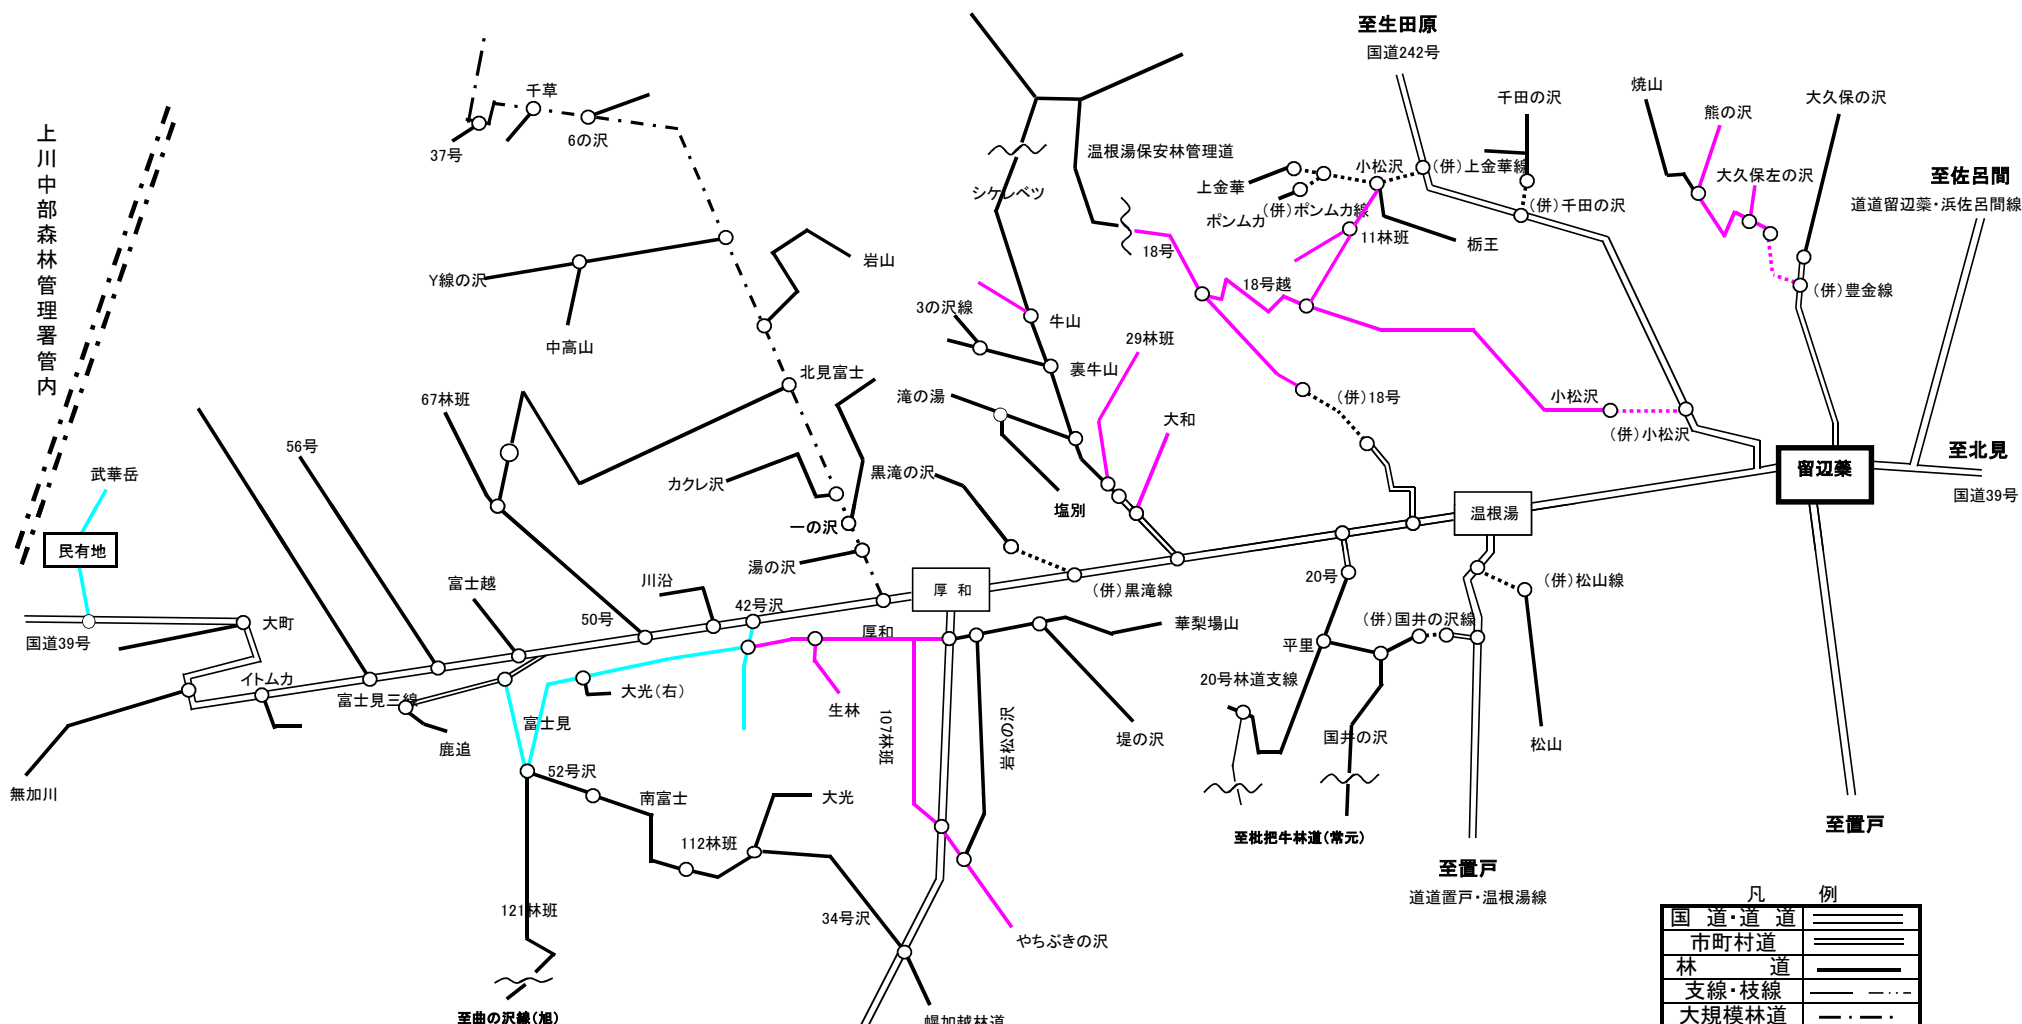 至生田原
国道242号
上川中部森林管理署管内
千草
37号
6の沢
シケレベツ
温根湯保安林管理道
上金華
ポンムカ
(併)ポンムカ線
小松沢
(併)上金華線
千田の沢
(併)千田の沢
11林班
栃王
焼山
熊の沢
大久保の沢
大久保左の沢
至佐呂間
道道留辺蘂・浜佐呂間線
(併)豊金線
18号
18号越
Y線の沢
中高山
岩山
3の沢線
牛山
29林班
裏牛山
北見富士
滝の湯
大和
(併)18号
小松沢
(併)小松沢
67林班
56号
武華岳
民有地
カクレ沢
黒滝の沢
塩別
一の沢
湯の沢
留辺蘂
至北見
国道39号
温根湯
厚和
(併)黒滝線
20号
(併)松山線
(併)国井の沢線
平里
国道39号
大町
富士越
川沿
50号
42号沢
厚和
華梨場山
イトムカ
富士見三線
鹿追
富士見
大光(右)
生林
107林班
岩松の沢
堤の沢
20号林道支線
国井の沢
松山
無加川
52号沢
南富士
大光
112林班
34号沢
121林班
やちぶきの沢
至枇杷牛林道(常元)
至置戸
道道置戸・温根湯線
至置戸
至曲の沢線(旭)
幌加越林道
凡例
国道・道道
市町村道
林道
支線・枝線
大規模林道